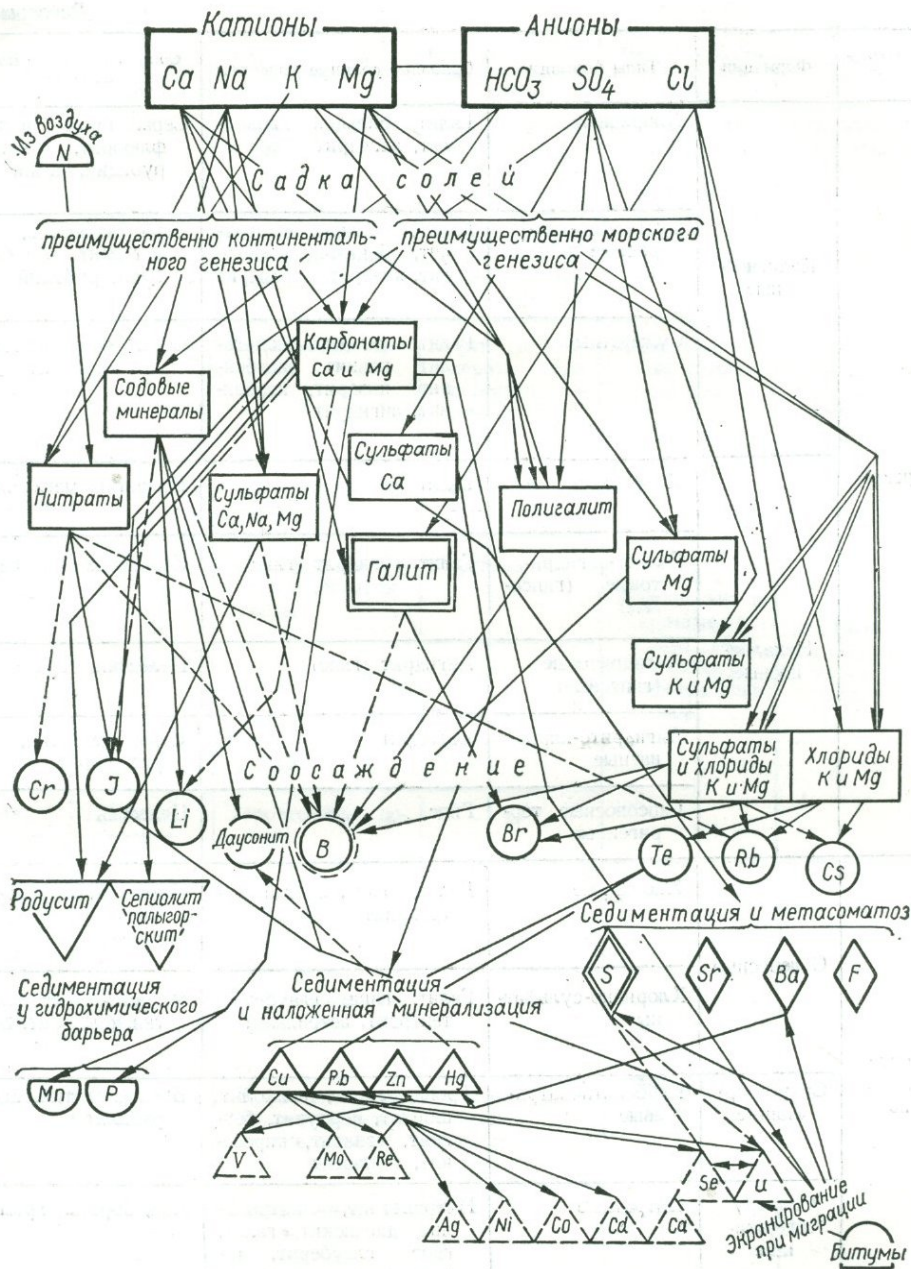 Катионы
Анионы
Ca Na K Mg
HCO3 SO4 Cl
Из воздуха
N
Садка солей
преимущественно континенталь-
ного генезиса
преимущественно морского
генезиса
Карбонаты
Ca и Mg
Содовые
минералы
Сульфаты
Ca
Нитраты
Сульфаты
Ca, Na, Mg
Полигалит
Галит
Сульфаты
Mg
Сульфаты
K и Mg
Сульфаты
и хлориды
K и Mg
Хлориды
K и Mg
Соосаждение
Cr
J
Li
Даусонит
B
Br
Te
Rb
Cs
Родусит
Сепиолит
палыгор-
скит
Седиментация и метасоматоз
S
Sr
Ba
F
Седиментация
у гидрохимического
барьера
Седиментация
и наложенная минерализация
Mn
P
Cu
Pb
Zn
Hg
V
Mo
Re
Se
u
Ag
Ni
Co
Cd
Ca
Экранирование
при миграции
Битумы